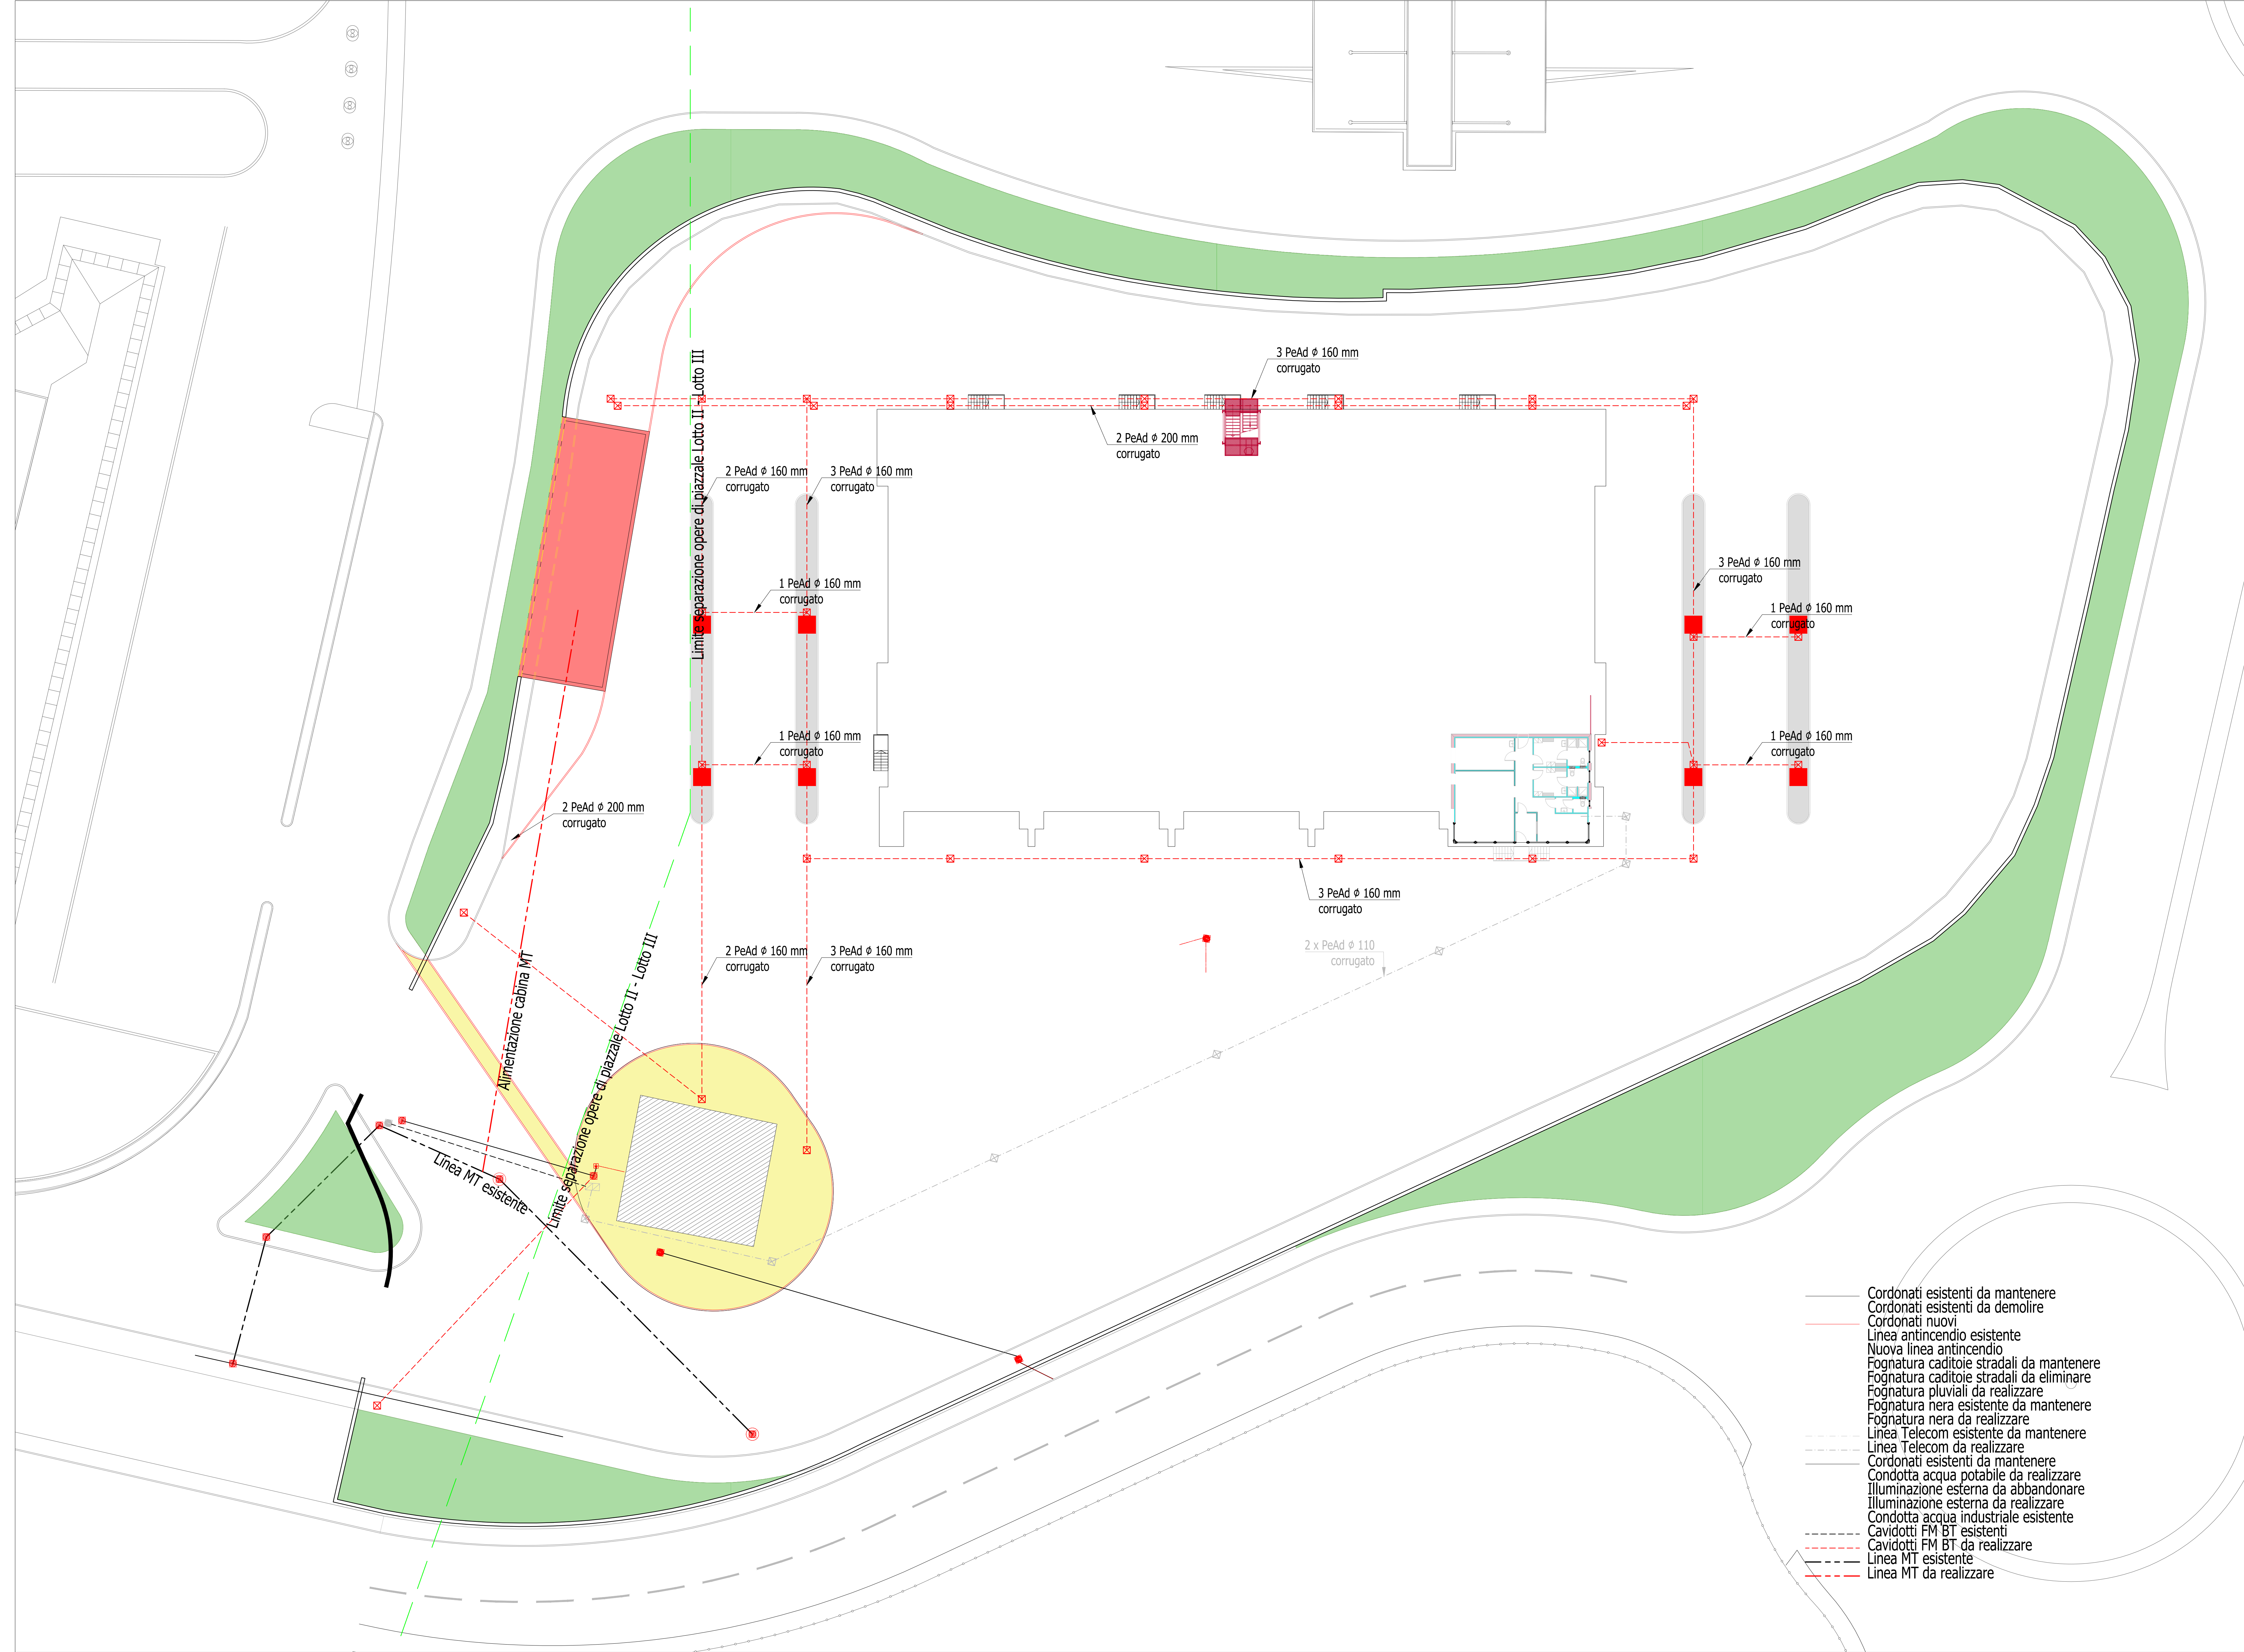 3 PeAd ϕ 160 mm
corrugato
2 PeAd ϕ 200 mm
corrugato
Limite separazione opere di piazzale Lotto II - Lotto III
2 PeAd ϕ 160 mm
corrugato
3 PeAd ϕ 160 mm
corrugato
1 PeAd ϕ 160 mm
corrugato
3 PeAd ϕ 160 mm
corrugato
1 PeAd ϕ 160 mm
corrugato
1 PeAd ϕ 160 mm
corrugato
1 PeAd ϕ 160 mm
corrugato
2 PeAd ϕ 200 mm
corrugato
3 PeAd ϕ 160 mm
corrugato
2 PeAd ϕ 160 mm
corrugato
3 PeAd ϕ 160 mm
corrugato
2 x PeAd ϕ 110
corrugato
Alimentazione cabina MT
Limite separazione opere di piazzale Lotto II - Lotto III
Linea MT esistente
Cordonati esistenti da mantenere
Cordonati esistenti da demolire
Cordonati nuovi
Linea antincendio esistente
Nuova linea antincendio
Fognatura caditoie stradali da mantenere
Fognatura caditoie stradali da eliminare
Fognatura pluviali da realizzare
Fognatura nera esistente da mantenere
Fognatura nera da realizzare
Linea Telecom esistente da mantenere
Linea Telecom da realizzare
Cordonati esistenti da mantenere
Condotta acqua potabile da realizzare
Illuminazione esterna da abbandonare
Illuminazione esterna da realizzare
Condotta acqua industriale esistente
Cavidotti FM BT esistenti
Cavidotti FM BT da realizzare
Linea MT esistente
Linea MT da realizzare